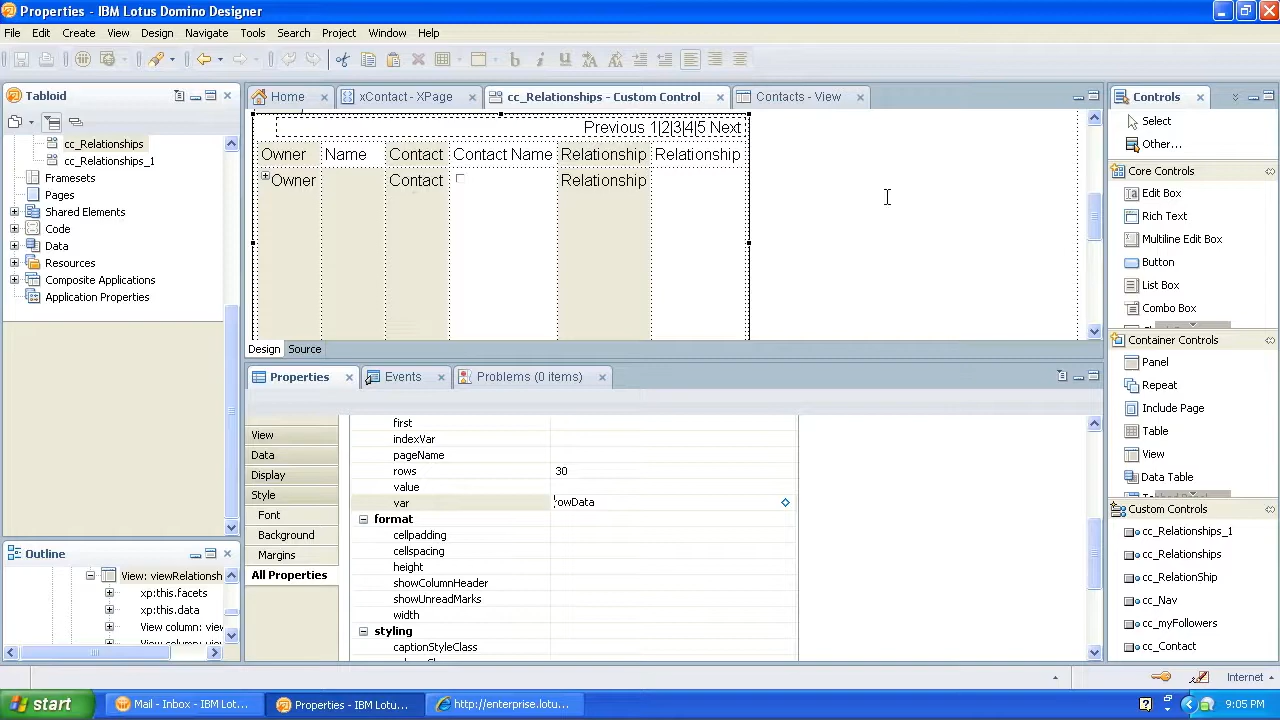 Properties - IBM Lotus Domino Designer
File Edit Create View Design Navigate Tools Search Project Window Help
Tabloid
cc_Relationships
cc_Relationships_1
Framesets
Pages
Shared Elements
Code
Data
Resources
Composite Applications
Application Properties
Outline
View: viewRelationsh
xp:this.facets
xp:this.data
View column: view
Home xContact - XPage cc_Relationships - Custom Control Contacts - View
Previous 1|2|3|4|5 Next
Owner Name Contact Contact Name Relationship Relationship
Owner Contact Relationship
Design Source
Properties Events Problems (0 items)
View
Data
Display
Style
Font
Background
Margins
All Properties
first
indexVar
pageName
rows 30
value
var rowData
format
cellpadding
cellspacing
height
showColumnHeader
showUnreadMarks
width
styling
captionStyleClass
Controls
Select
Other...
Core Controls
Edit Box
Rich Text
Multiline Edit Box
Button
List Box
Combo Box
Container Controls
Panel
Repeat
Include Page
Table
View
Data Table
Custom Controls
cc_Relationships_1
cc_Relationships
cc_RelationShip
cc_Nav
cc_myFollowers
cc_Contact
Internet
start Mail - Inbox - IBM Lot... Properties - IBM Lotu... http://enterprise.lotu... 9:05 PM